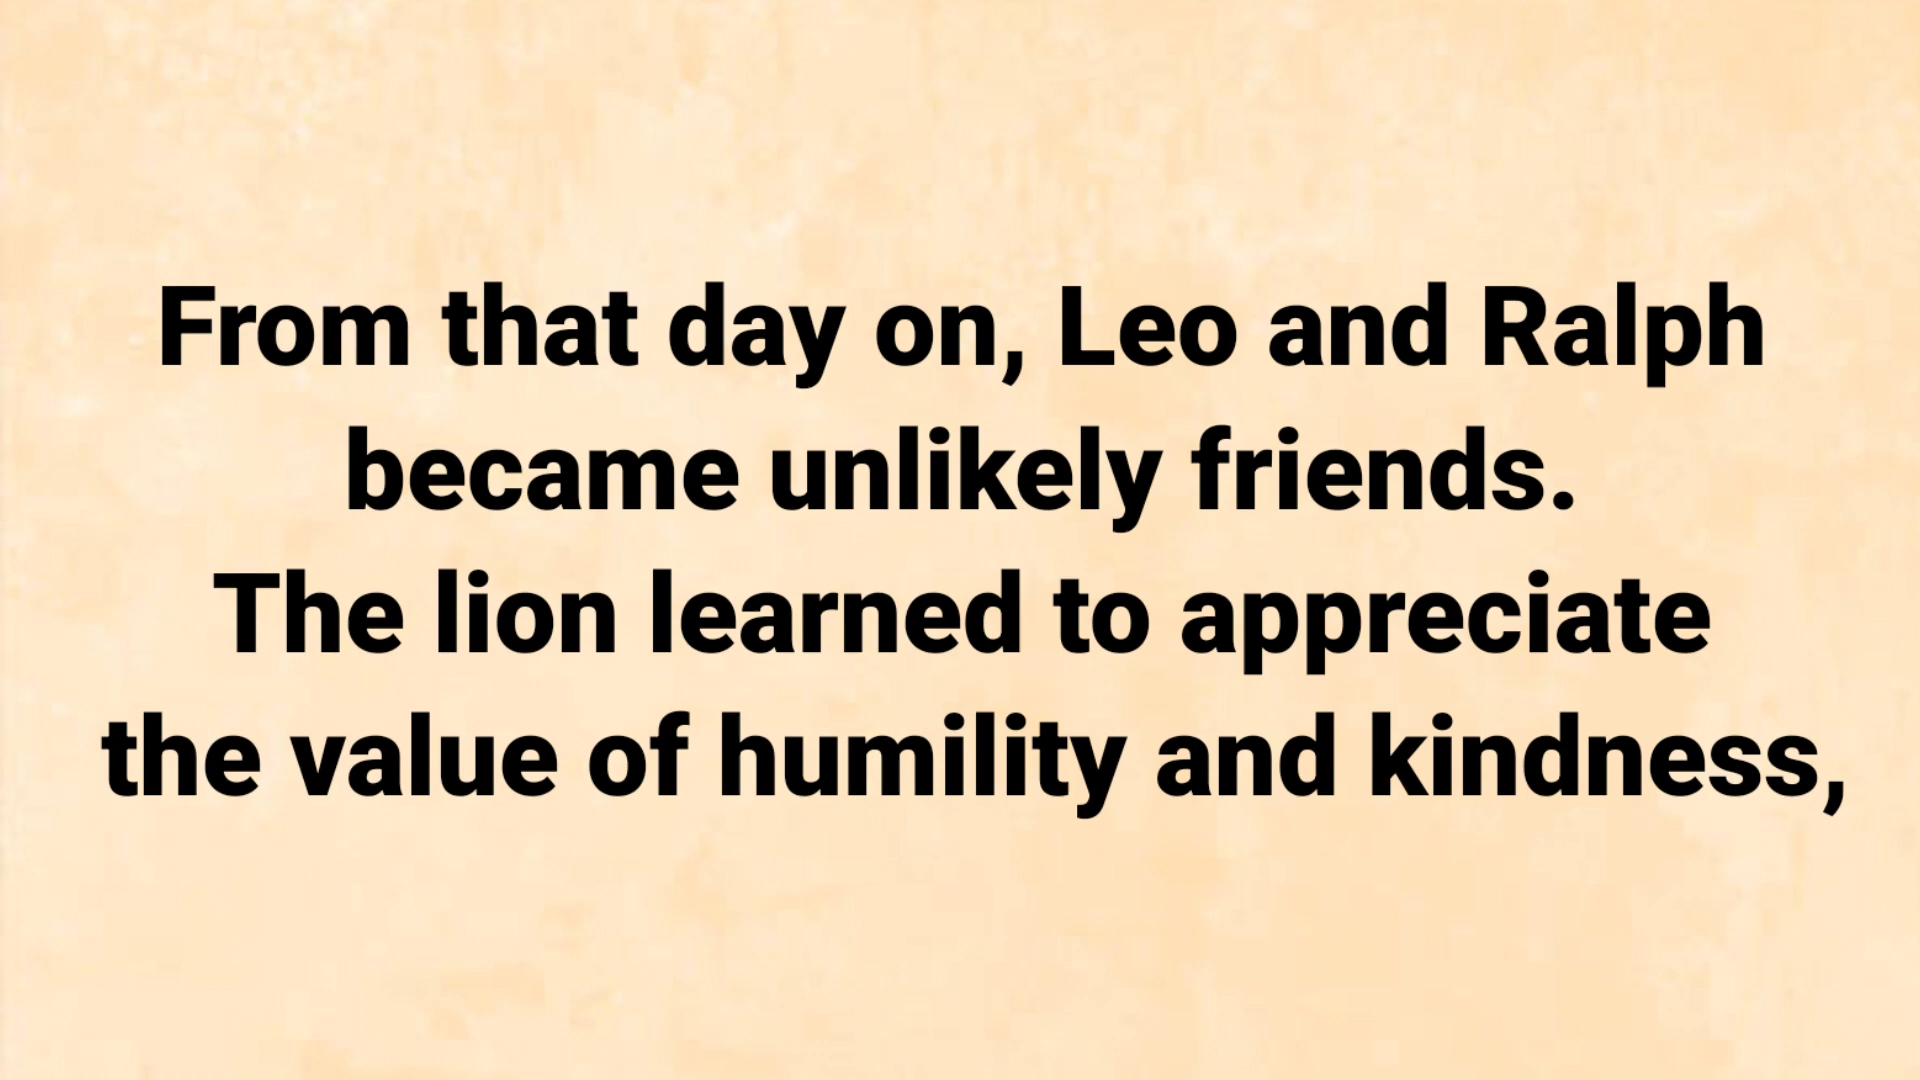 From that day on, Leo and Ralph
became unlikely friends.
The lion learned to appreciate
the value of humility and kindness,